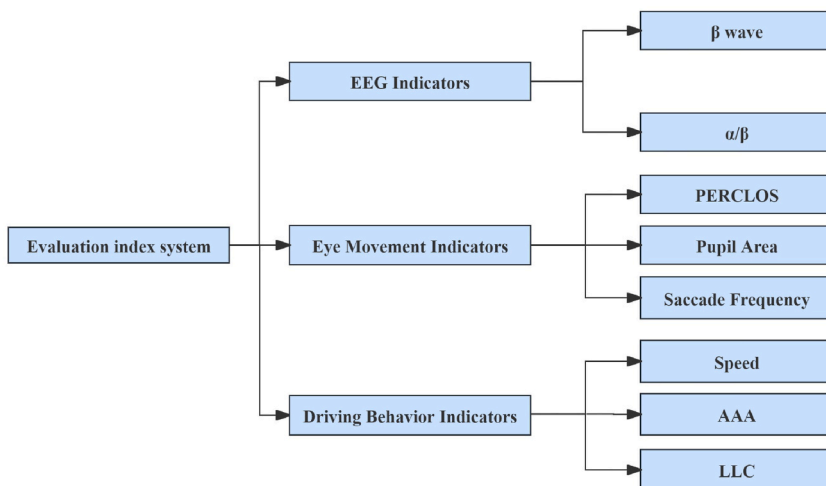 Evaluation index system
EEG Indicators
β wave
α/β
Eye Movement Indicators
PERCLOS
Pupil Area
Saccade Frequency
Driving Behavior Indicators
Speed
AAA
LLC